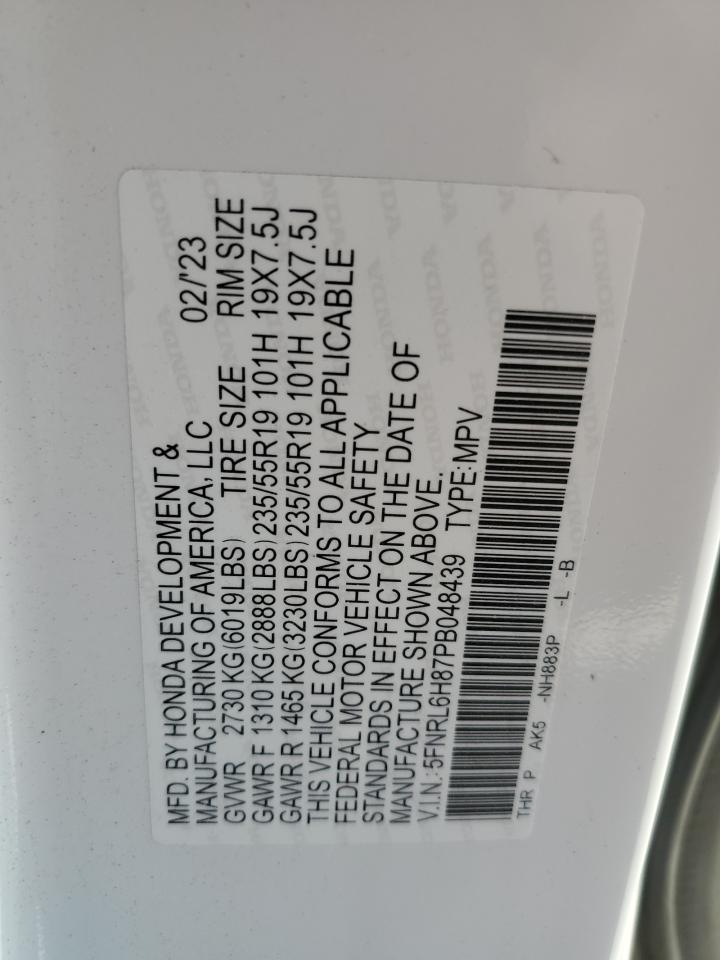 MFD. BY HONDA DEVELOPMENT &
MANUFACTURING OF AMERICA, LLC 02/'23
GVWR 2730 KG(6019LBS) TIRE SIZE RIM SIZE
GAWR F 1310 KG(2888LBS) 235/55R19 101H 19X7.5J
GAWR R 1465 KG(3230LBS) 235/55R19 101H 19X7.5J
THIS VEHICLE CONFORMS TO ALL APPLICABLE
FEDERAL MOTOR VEHICLE SAFETY
STANDARDS IN EFFECT ON THE DATE OF
MANUFACTURE SHOWN ABOVE.
V.I.N.:5FNRL6H87PB048439 TYPE:MPV
THR P AK5 -NH883P -L -B